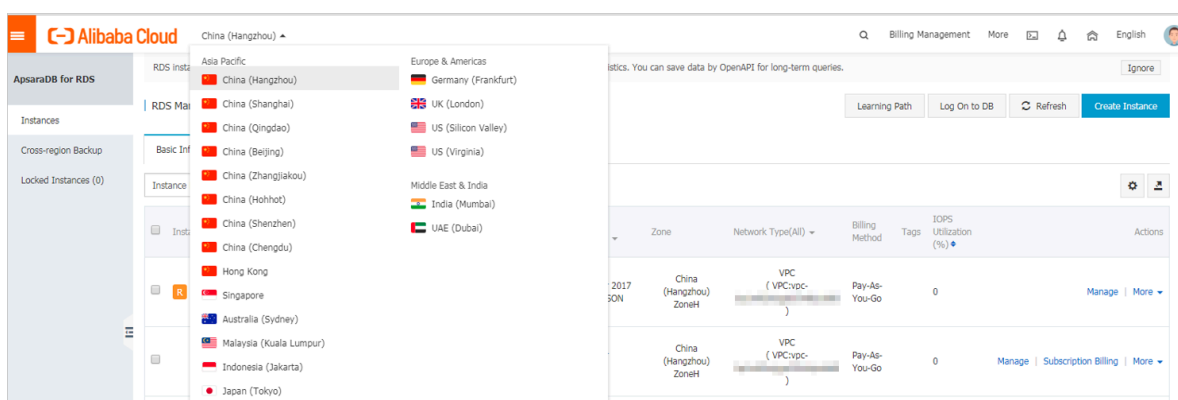 Alibaba Cloud
China (Hangzhou)
Billing Management
More
English
ApsaraDB for RDS
Instances
Cross-region Backup
Locked Instances (0)
RDS insta
istics. You can save data by OpenAPI for long-term queries.
Ignore
RDS Mar
Learning Path
Log On to DB
Refresh
Create Instance
Basic Inf
Instance
Asia Pacific
China (Hangzhou)
China (Shanghai)
China (Qingdao)
China (Beijing)
China (Zhangjiakou)
China (Hohhot)
China (Shenzhen)
China (Chengdu)
Hong Kong
Singapore
Australia (Sydney)
Malaysia (Kuala Lumpur)
Indonesia (Jakarta)
Japan (Tokyo)
Europe & Americas
Germany (Frankfurt)
UK (London)
US (Silicon Valley)
US (Virginia)
Middle East & India
India (Mumbai)
UAE (Dubai)
Insta
Zone
Network Type(All)
Billing
Method
Tags
IOPS
Utilization
(%)
Actions
R
2017
SON
China
(Hangzhou)
ZoneH
VPC
( VPC:vpc-
)
Pay-As-
You-Go
0
Manage | More
China
(Hangzhou)
ZoneH
VPC
( VPC:vpc-
)
Pay-As-
You-Go
0
Manage | Subscription Billing | More